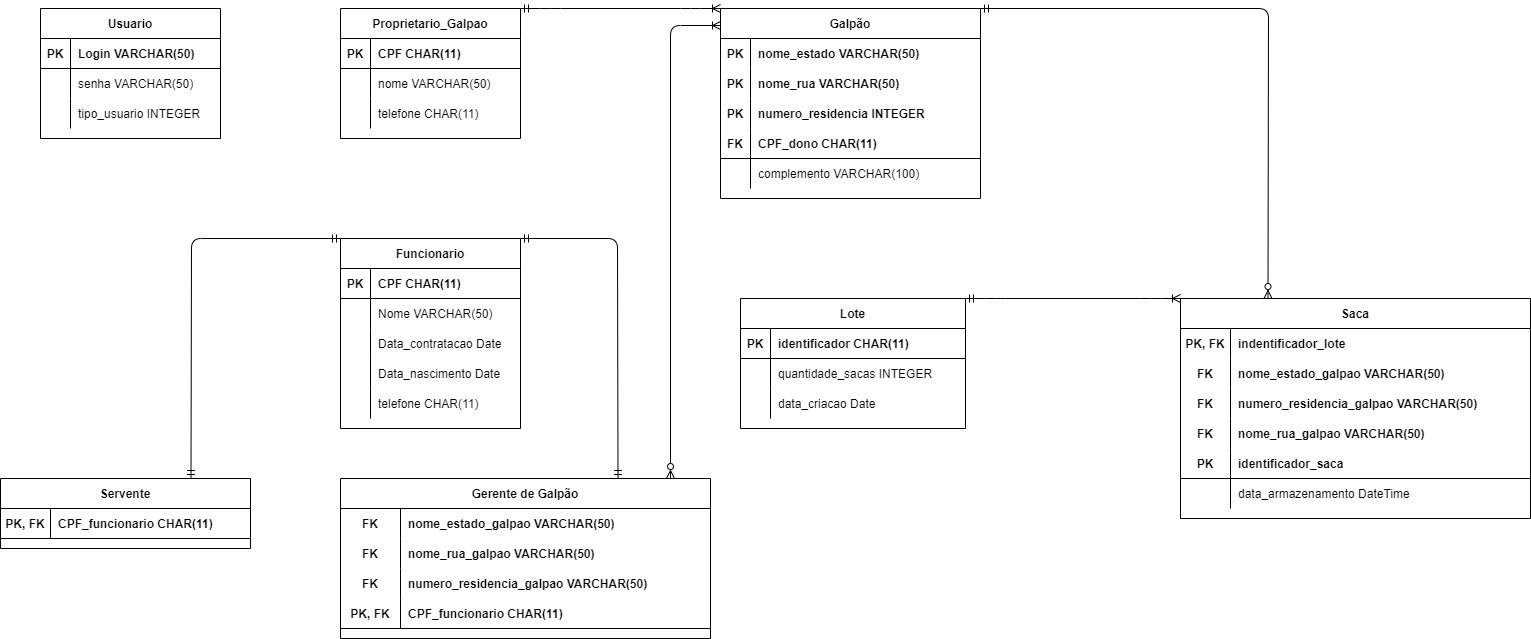 Usuario
PK Login VARCHAR(50)
senha VARCHAR(50)
tipo_usuario INTEGER
Proprietario_Galpao
PK CPF CHAR(11)
nome VARCHAR(50)
telefone CHAR(11)
Galpão
PK nome_estado VARCHAR(50)
PK nome_rua VARCHAR(50)
PK numero_residencia INTEGER
FK CPF_dono CHAR(11)
complemento VARCHAR(100)
Funcionario
PK CPF CHAR(11)
Nome VARCHAR(50)
Data_contratacao Date
Data_nascimento Date
telefone CHAR(11)
Lote
PK identificador CHAR(11)
quantidade_sacas INTEGER
data_criacao Date
Saca
PK, FK indentificador_lote
FK nome_estado_galpao VARCHAR(50)
FK numero_residencia_galpao VARCHAR(50)
FK nome_rua_galpao VARCHAR(50)
PK identificador_saca
data_armazenamento DateTime
Servente
PK, FK CPF_funcionario CHAR(11)
Gerente de Galpão
FK nome_estado_galpao VARCHAR(50)
FK nome_rua_galpao VARCHAR(50)
FK numero_residencia_galpao VARCHAR(50)
PK, FK CPF_funcionario CHAR(11)